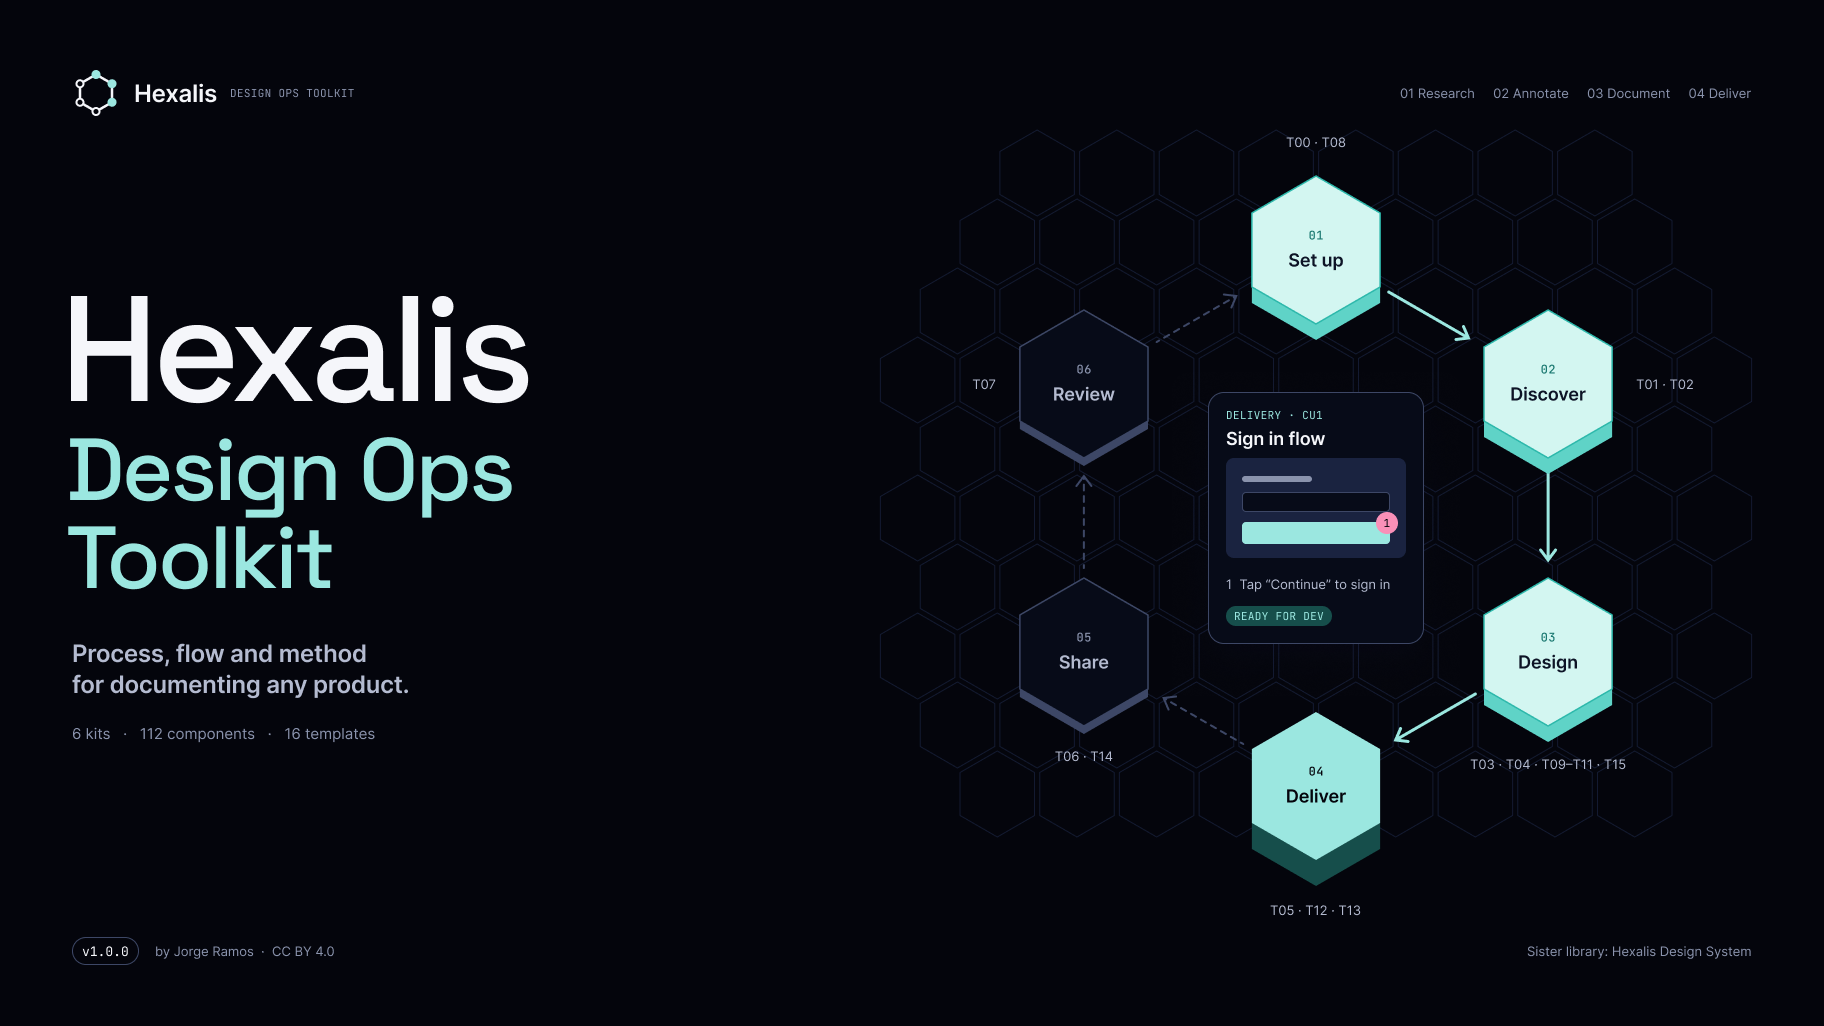 Hexalis DESIGN OPS TOOLKIT
01 Research 02 Annotate 03 Document 04 Deliver
Hexalis
Design Ops
Toolkit
Process, flow and method
for documenting any product.
6 kits · 112 components · 16 templates
T00 · T08
01
Set up
02
Discover
T01 · T02
03
Design
T03 · T04 · T09–T11 · T15
04
Deliver
T05 · T12 · T13
05
Share
T06 · T14
06
Review
T07
DELIVERY · CU1
Sign in flow
1
1 Tap “Continue” to sign in
READY FOR DEV
v1.0.0 by Jorge Ramos · CC BY 4.0
Sister library: Hexalis Design System